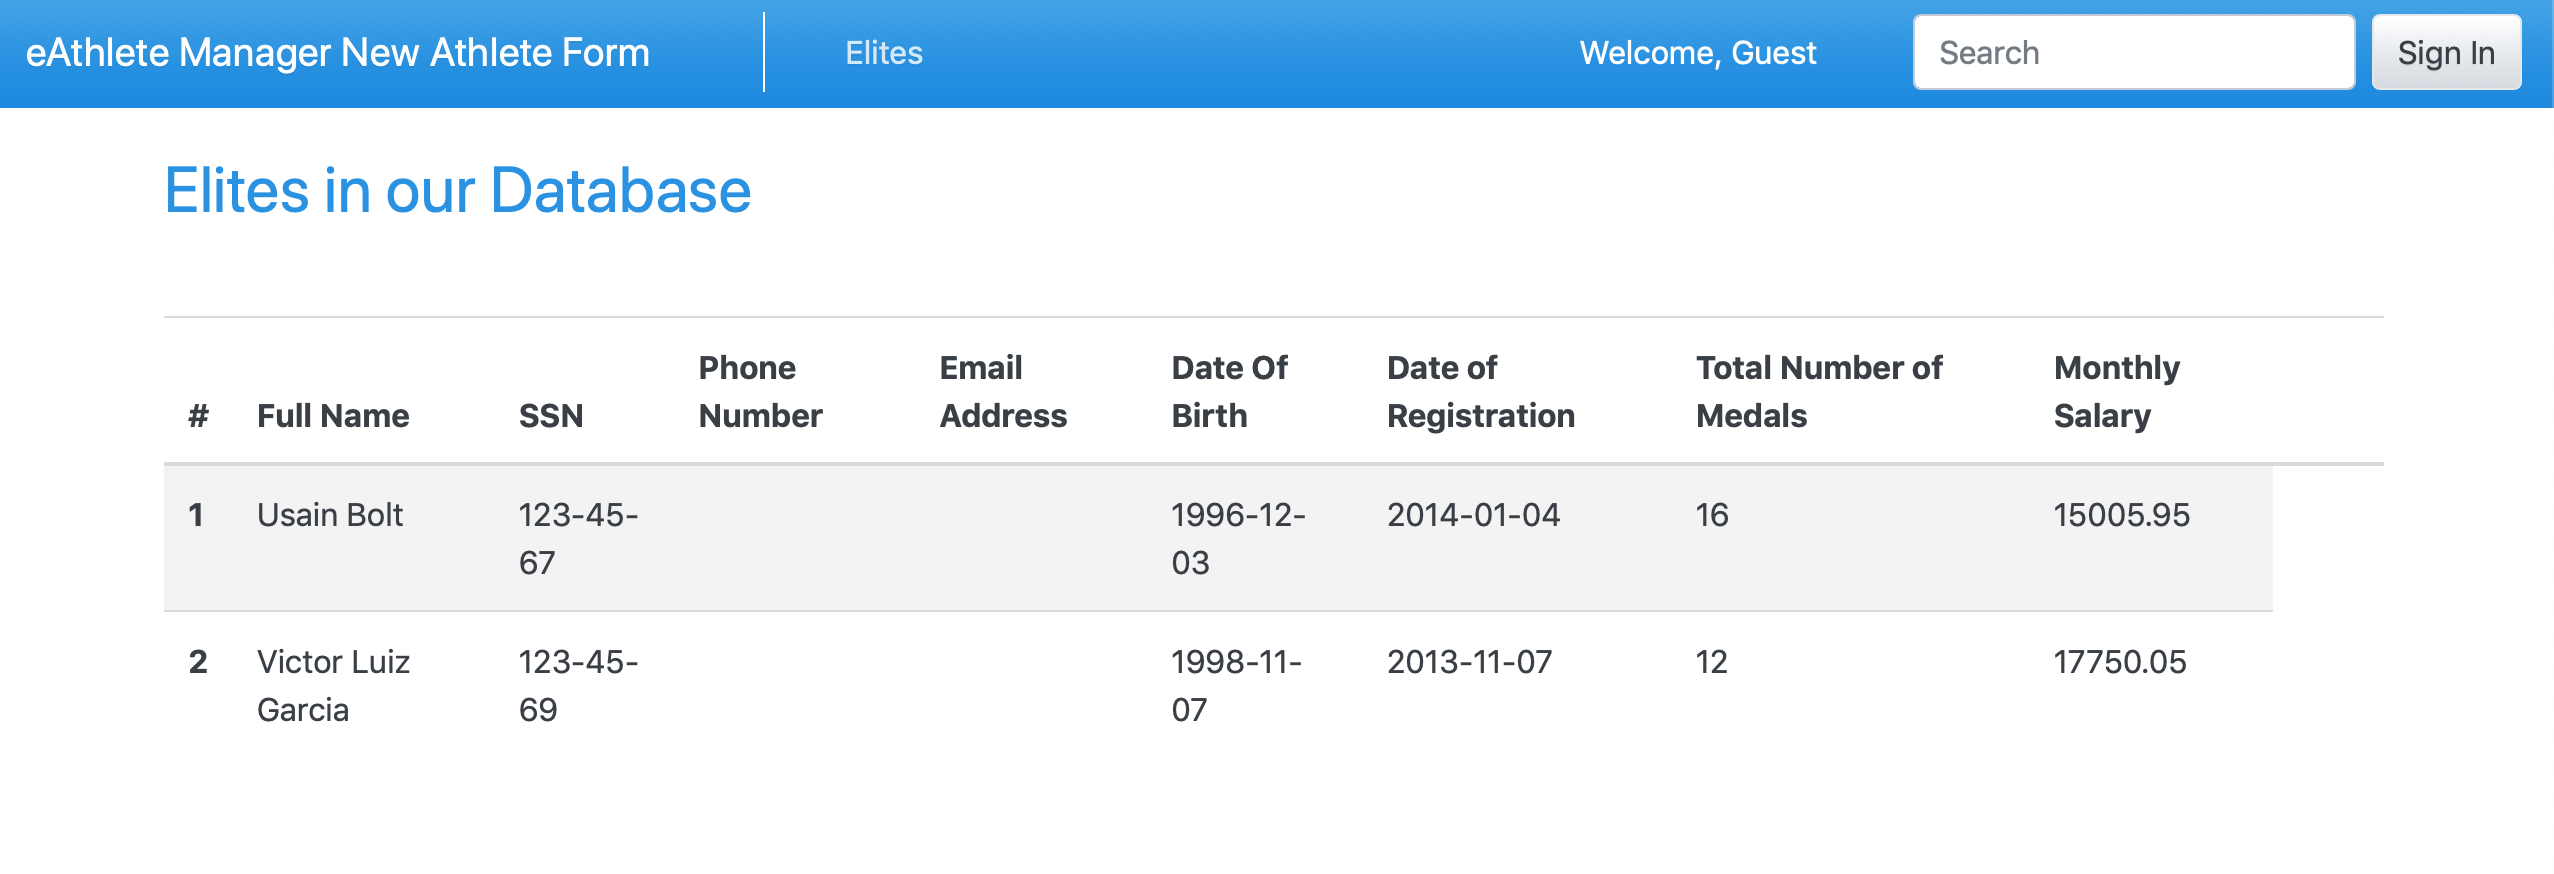 eAthlete Manager New Athlete Form Elites Welcome, Guest Search Sign In
Elites in our Database
Phone Email Date Of Date of Total Number of Monthly
# Full Name SSN Number Address Birth Registration Medals Salary
1 Usain Bolt 123-45- 1996-12- 2014-01-04 16 15005.95
67 03
2 Victor Luiz 123-45- 1998-11- 2013-11-07 12 17750.05
Garcia 69 07